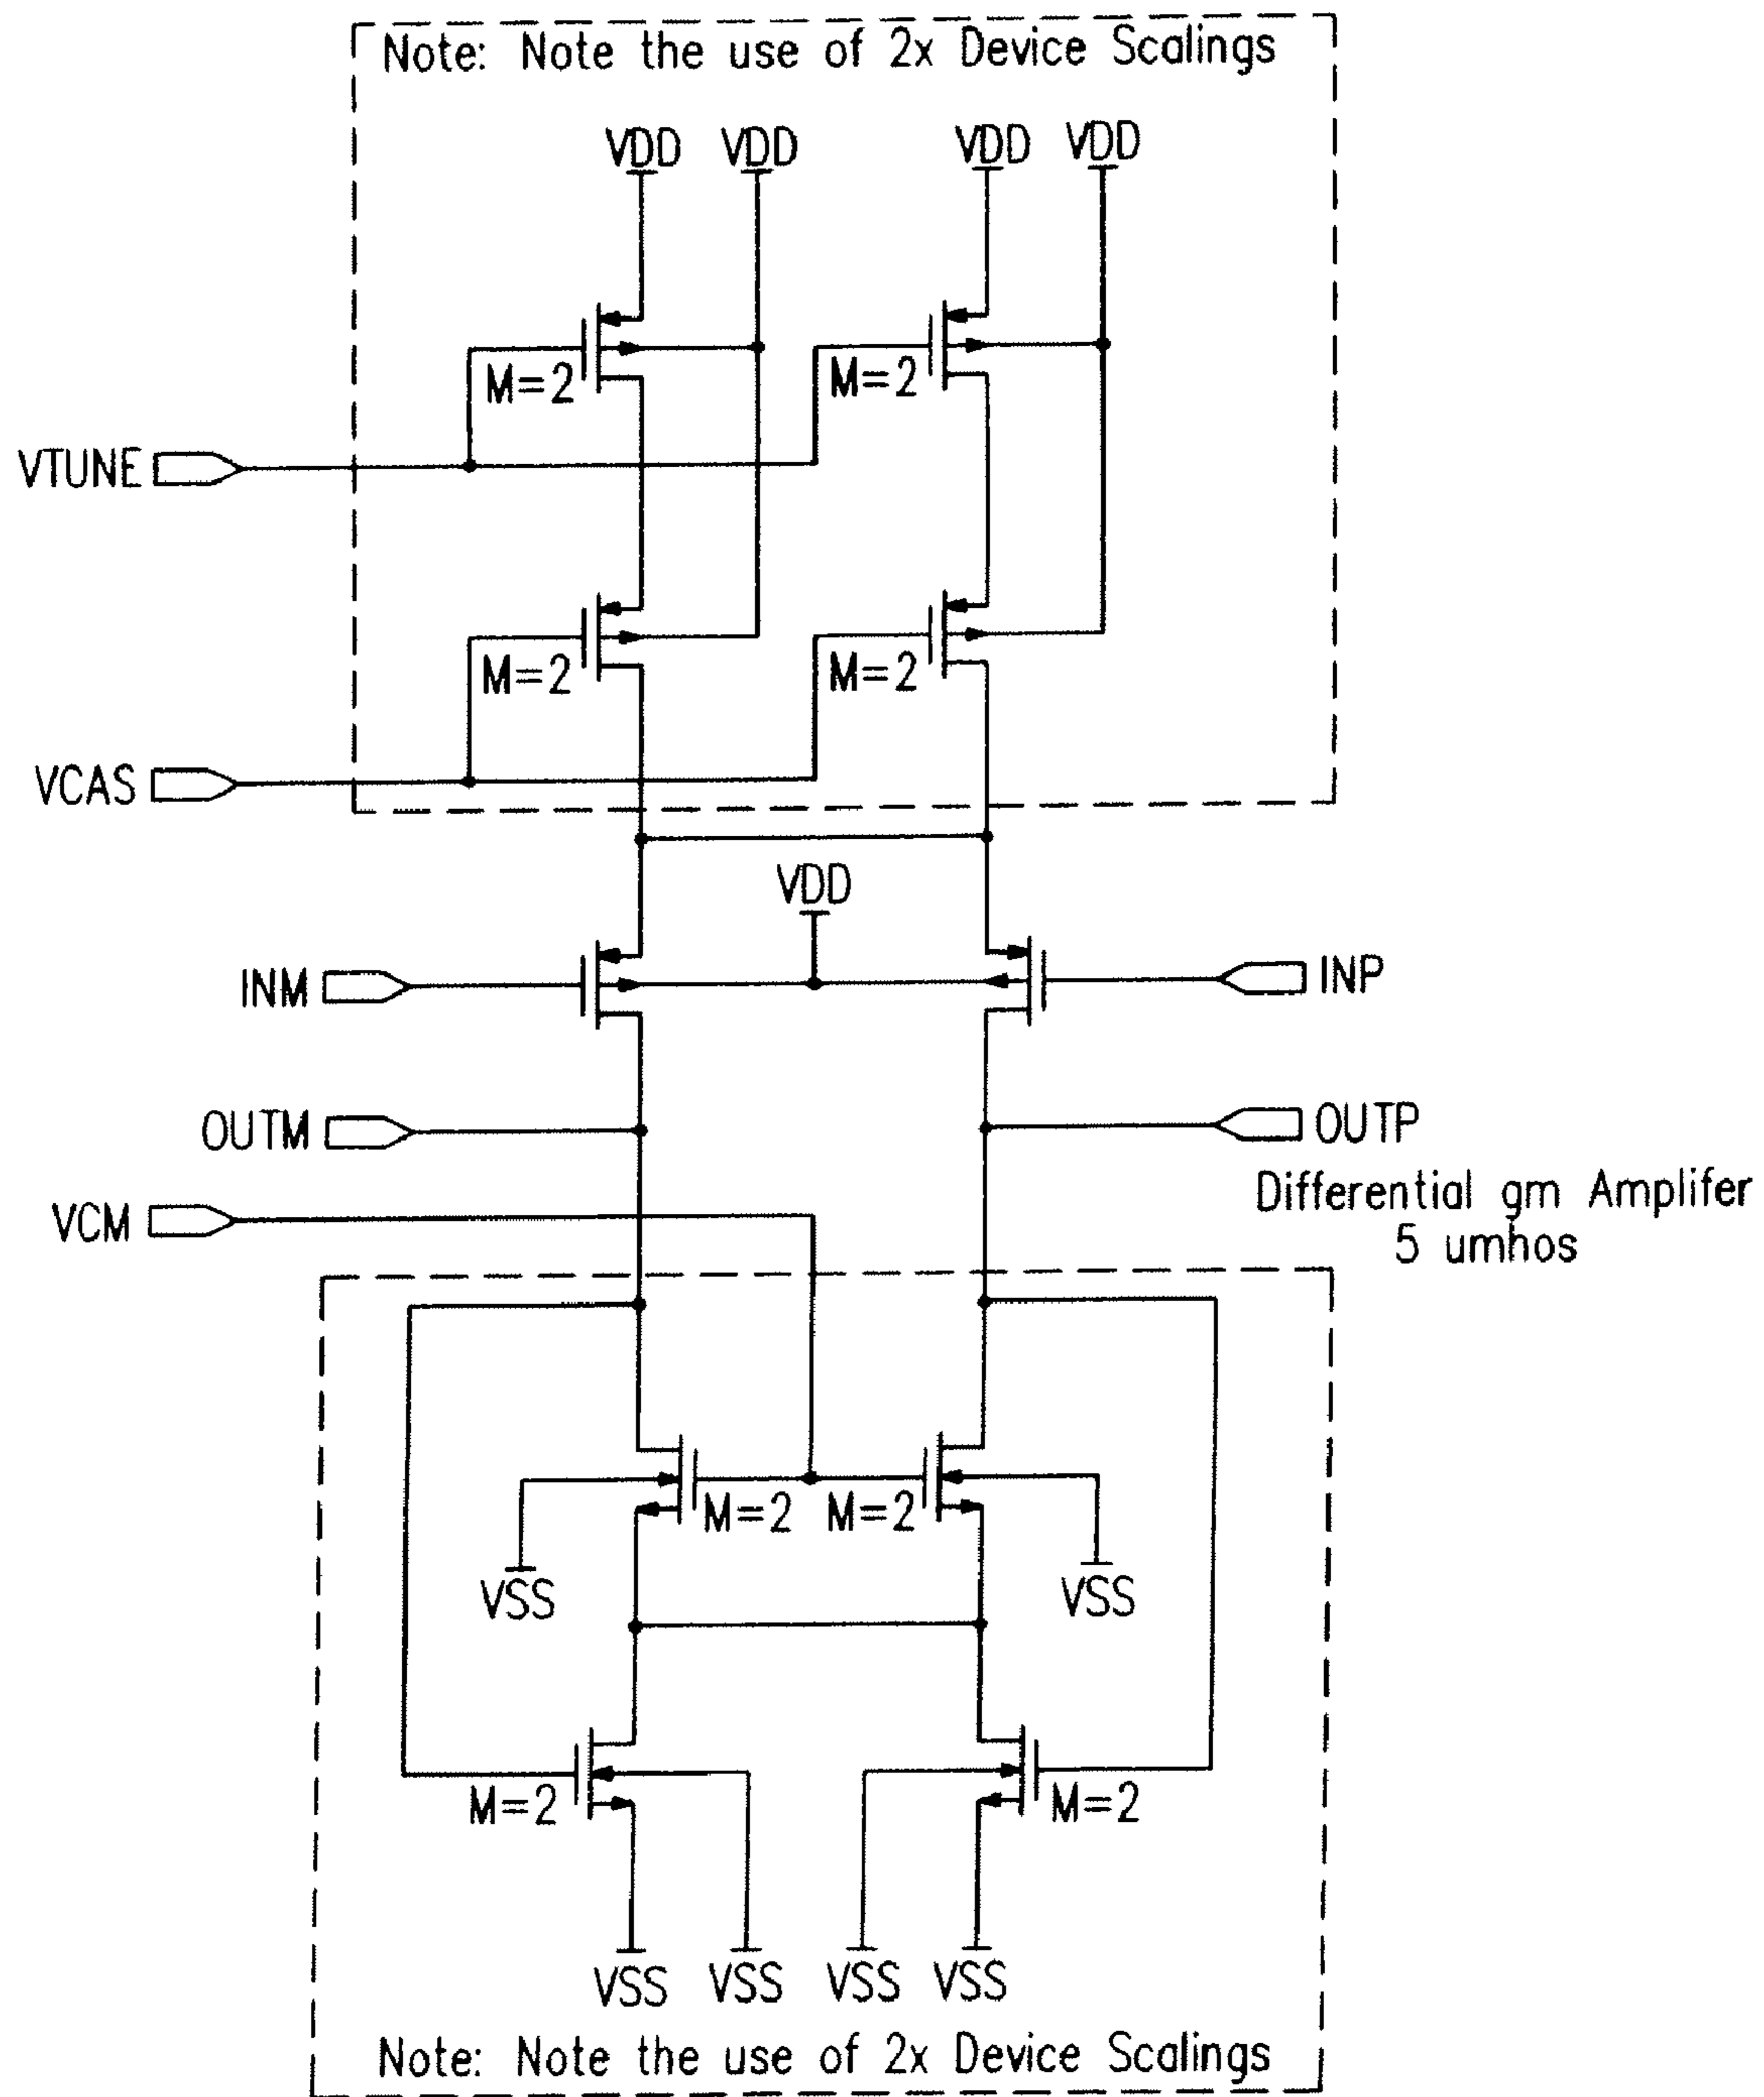 Note: Note the use of 2x Device Scalings
VDD VDD VDD VDD
M=2 M=2
VTUNE
M=2 M=2
VCAS
VDD
INM INP
OUTM OUTP
Differential gm Amplifer
5 umhos
VCM
M=2 M=2
VSS VSS
M=2 M=2
VSS VSS VSS VSS
Note: Note the use of 2x Device Scalings